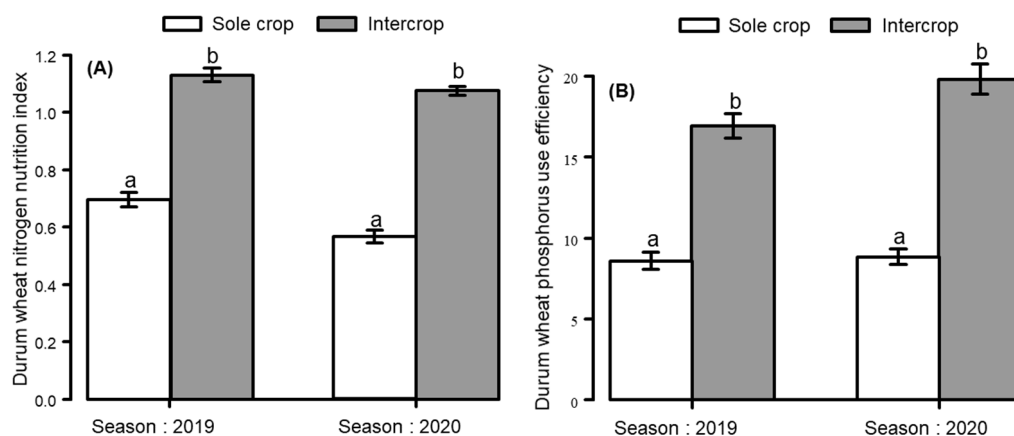 Sole crop Intercrop
(A)
Durum wheat nitrogen nutrition index
1.2
1.0
0.8
0.6
0.4
0.2
0.0
a
b
a
b
Season : 2019
Season : 2020
Sole crop Intercrop
(B)
Durum wheat phosphorus use efficiency
20
15
10
5
0
a
b
a
b
Season : 2019
Season : 2020